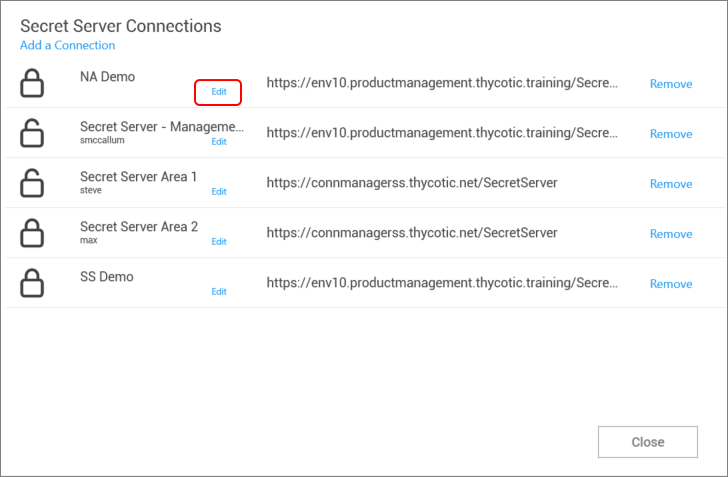 Secret Server Connections
Add a Connection
NA Demo
Edit
https://env10.productmanagement.thycotic.training/Secre...
Remove
Secret Server - Manageme...
smccallum
Edit
https://env10.productmanagement.thycotic.training/Secre...
Remove
Secret Server Area 1
steve
Edit
https://connmanagerss.thycotic.net/SecretServer
Remove
Secret Server Area 2
max
Edit
https://connmanagerss.thycotic.net/SecretServer
Remove
SS Demo
Edit
https://env10.productmanagement.thycotic.training/Secre...
Remove
Close